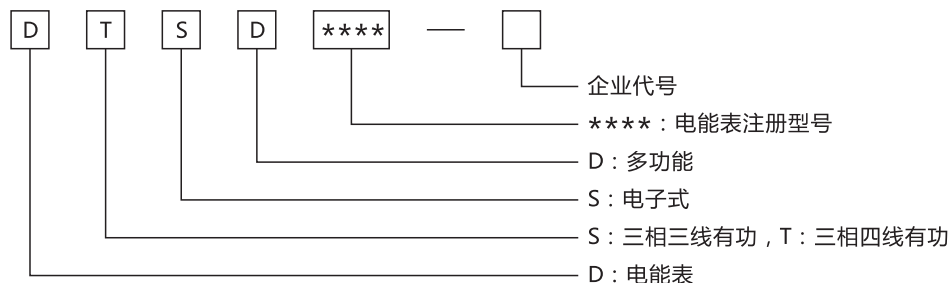 D T S D **** —
企业代号
****：电能表注册型号
D：多功能
S：电子式
S：三相三线有功，T：三相四线有功
D：电能表